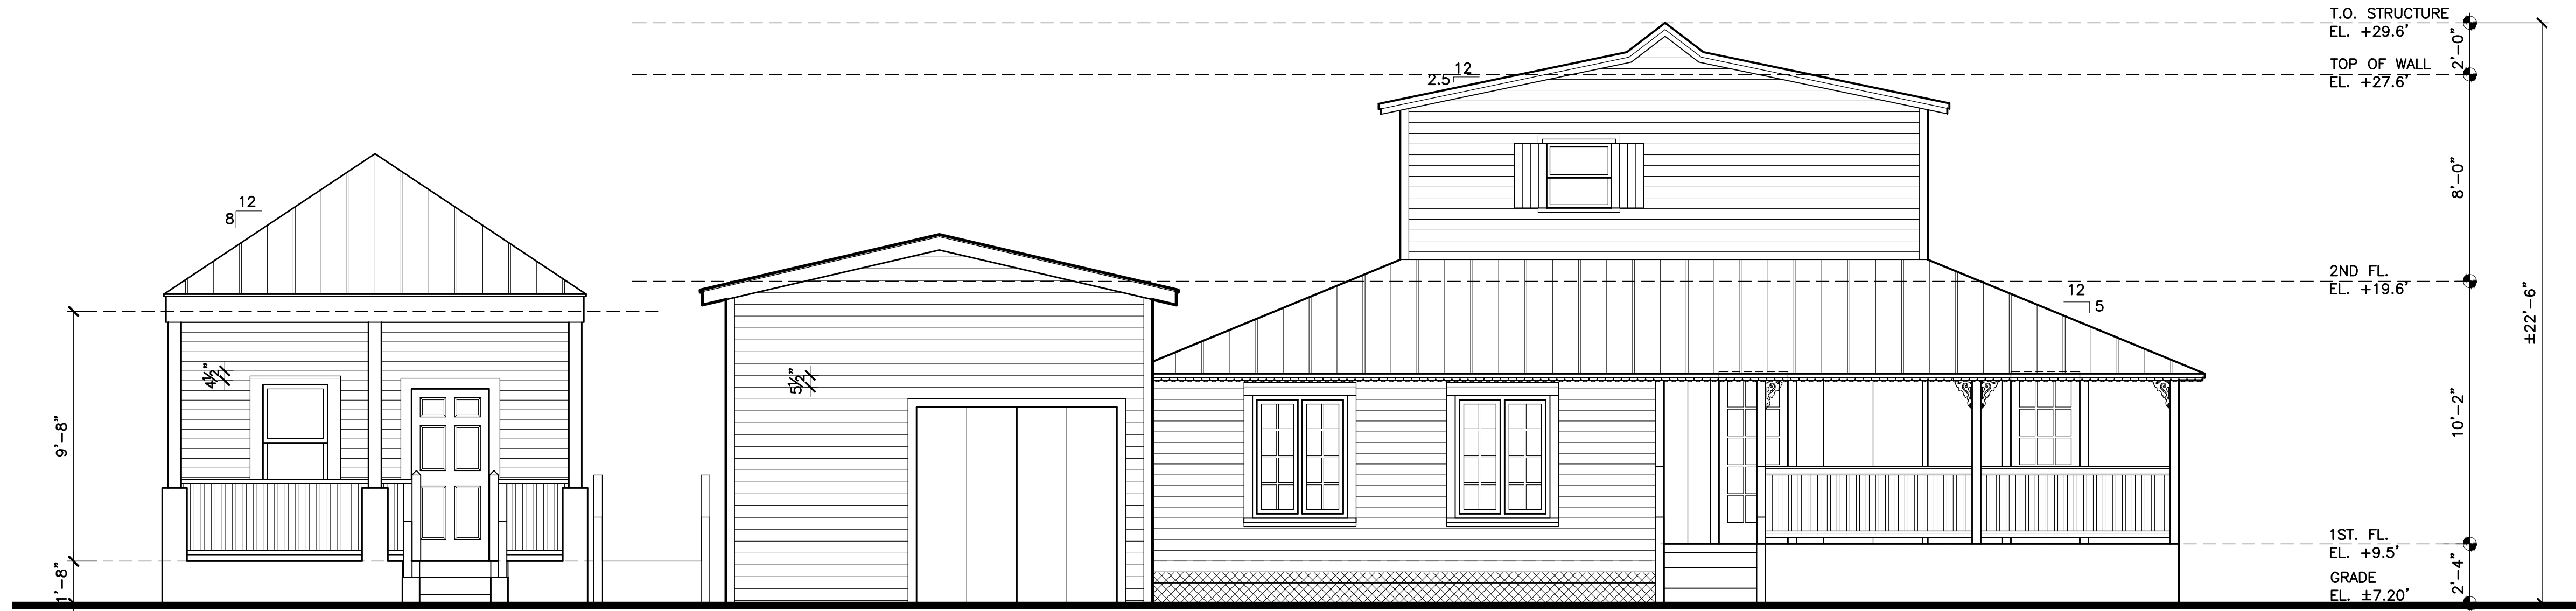 T.O. STRUCTURE
EL. +29.6'
2'-0"
TOP OF WALL
EL. +27.6'
12
2.5
8'-0"
12
8
2ND FL.
EL. +19.6'
12
5
±22'-6"
4½"
5½"
9'-8"
10'-2"
1ST. FL.
EL. +9.5'
1'-8"
GRADE
EL. ±7.20'
2'-4"